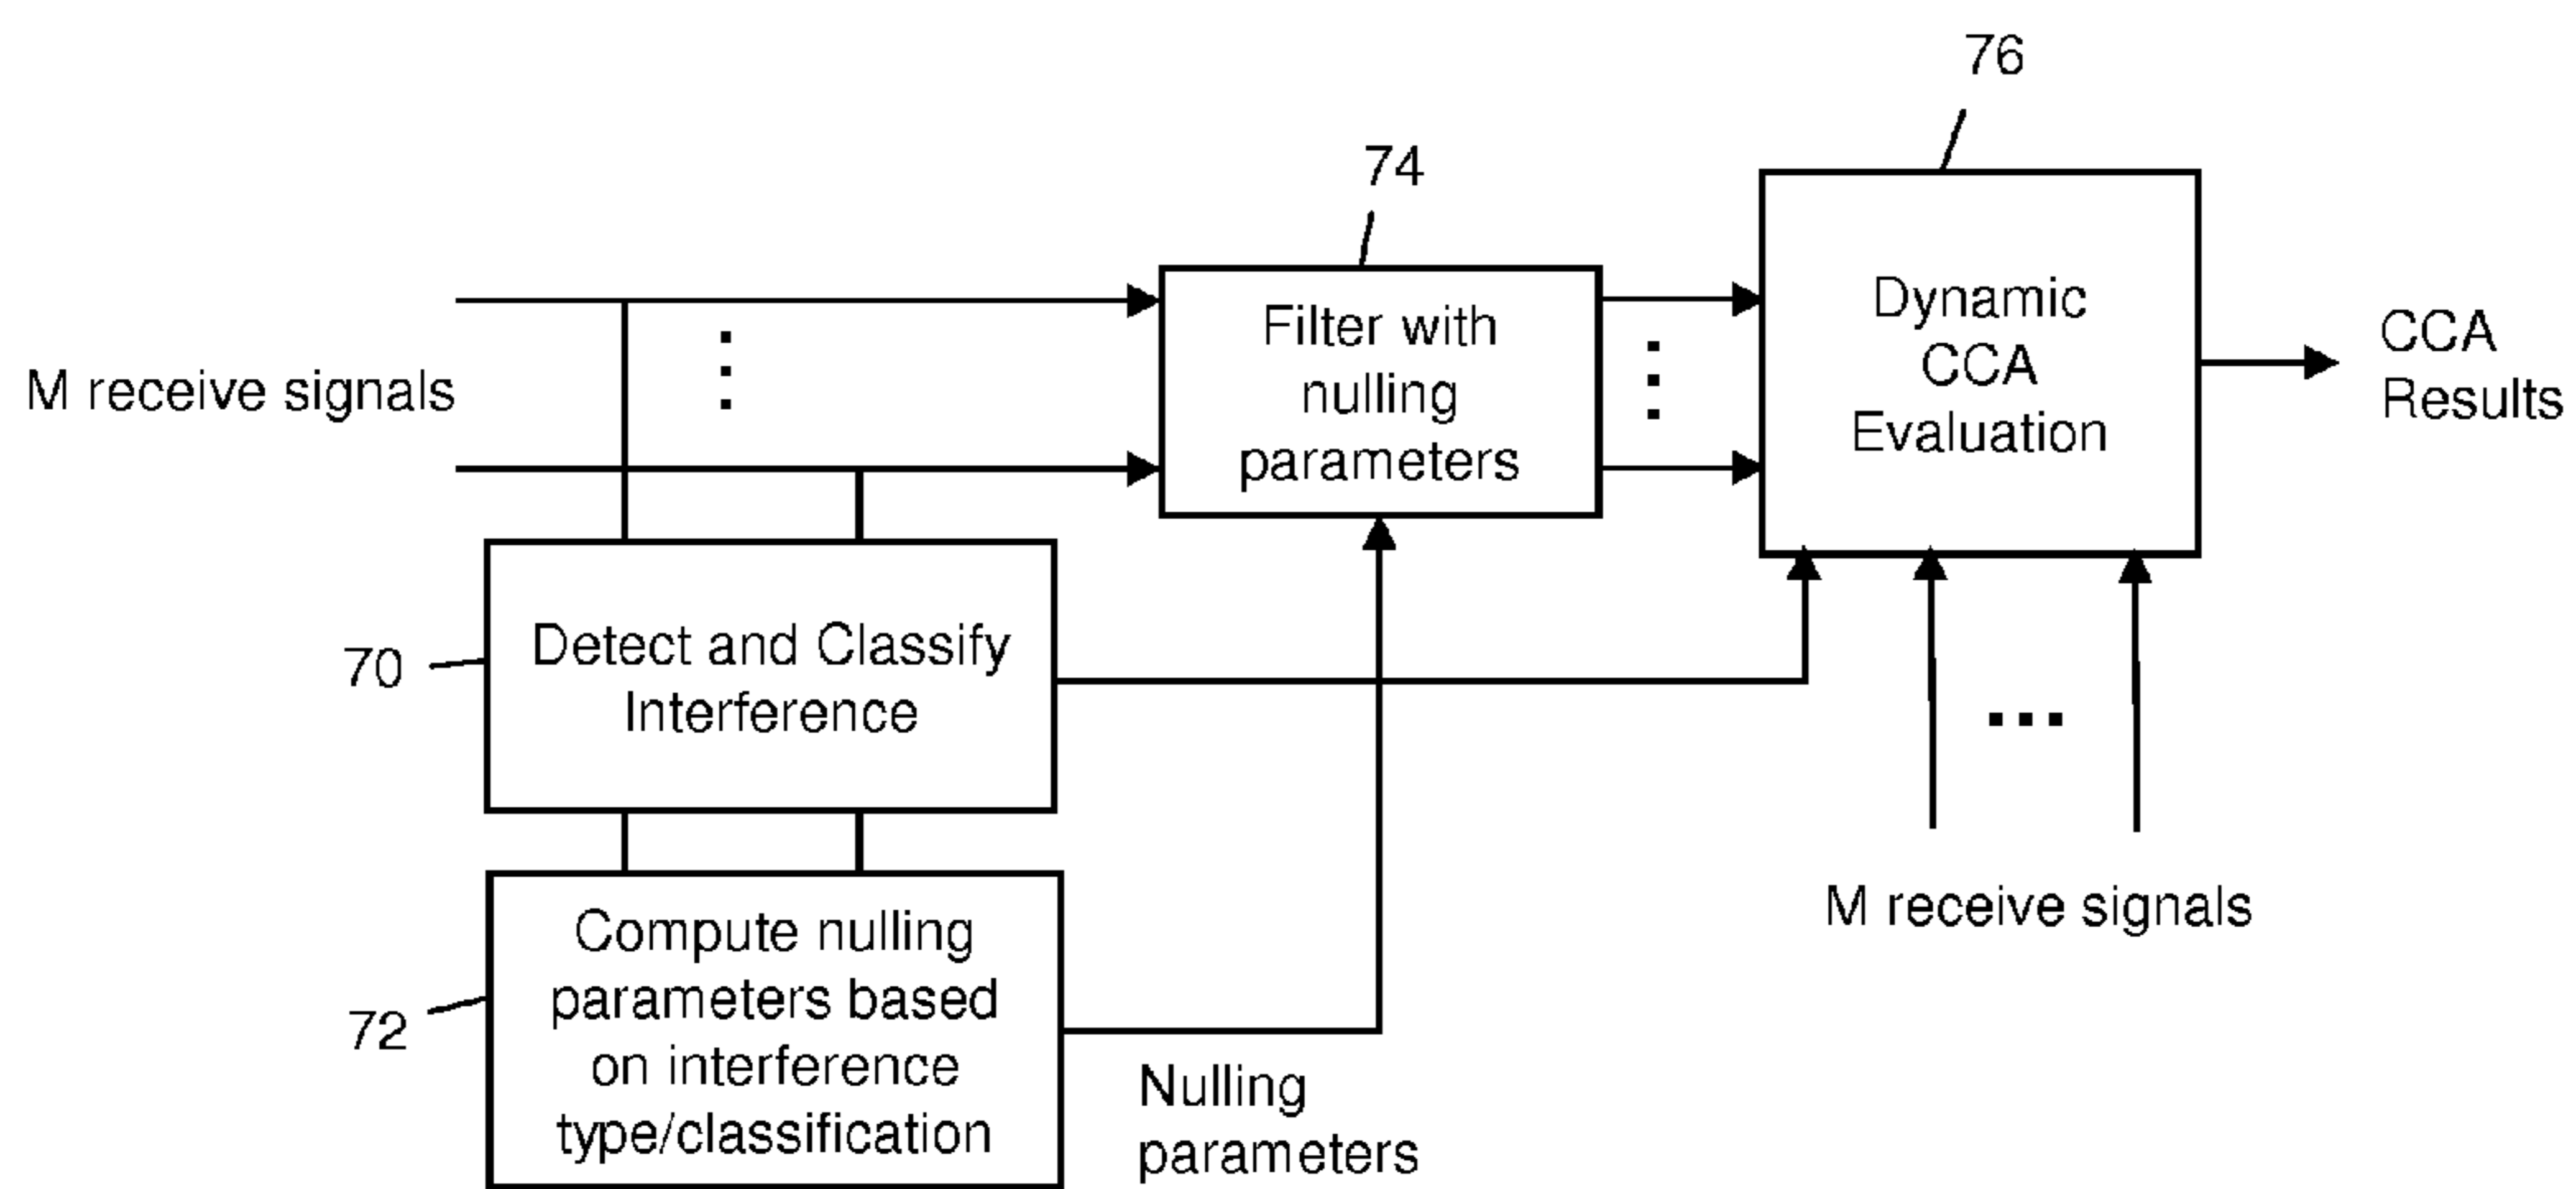 76
74
Dynamic
CCA
Evaluation
Filter with
nulling
parameters
CCA
Results
M receive signals
70
Detect and Classify
Interference
M receive signals
72
Compute nulling
parameters based
on interference
type/classification
Nulling
parameters